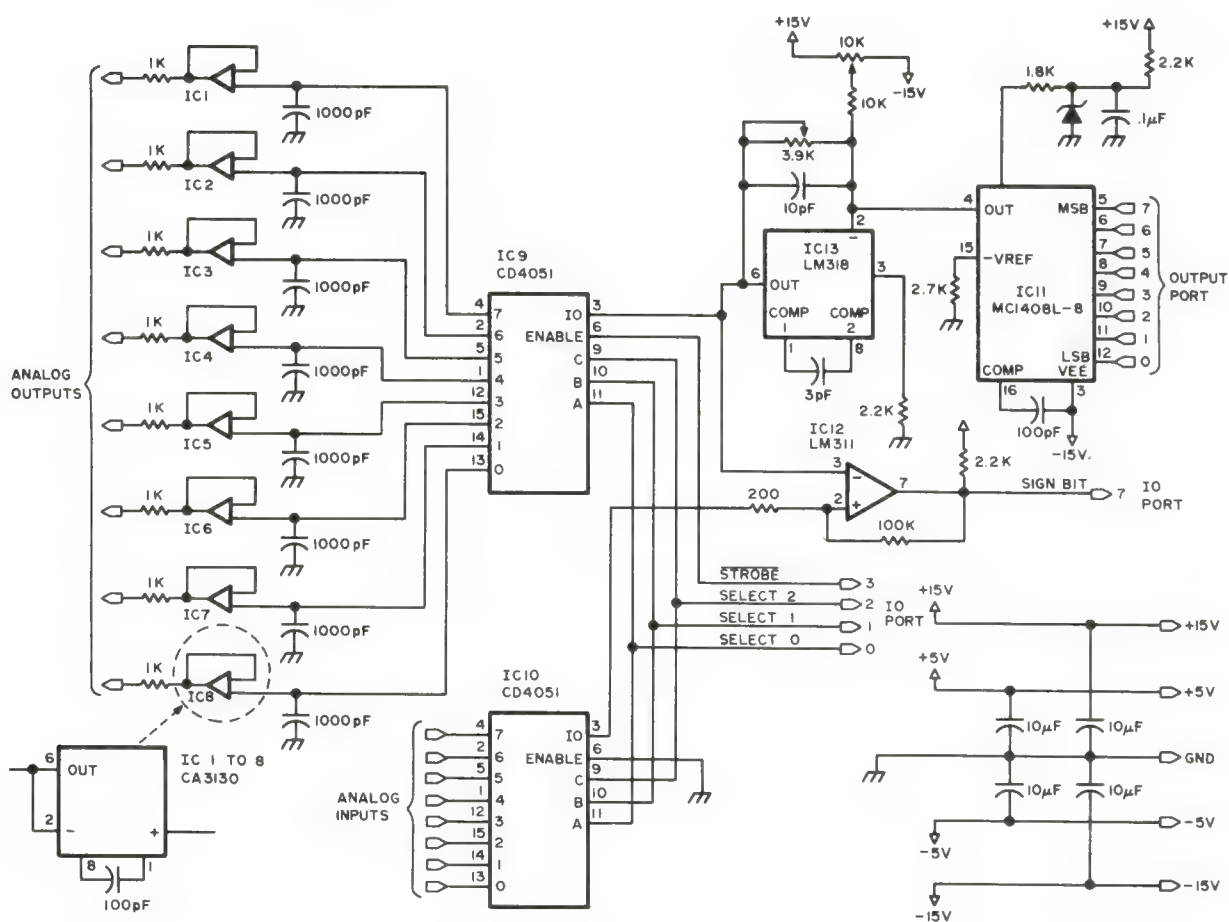 ANALOG
OUTPUTS
1K
IC1
1000pF
1K
IC2
1000pF
1K
IC3
1000pF
1K
IC4
1000pF
1K
IC5
1000pF
1K
IC6
1000pF
1K
IC7
1000pF
1K
IC8
1000pF
IC 1 TO 8
CA3130
6
OUT
2
-
+
8
1
100pF
IC9
CD4051
4 7
2 6
5 5
1 4
12 3
15 2
14 1
13 0
IO 3
ENABLE 6
C 9
B 10
A 11
IC10
CD4051
ANALOG
INPUTS
4 7
2 6
5 5
1 4
12 3
15 2
14 1
13 0
IO 3
ENABLE 6
C 9
B 10
A 11
+15V
10K
-15V
10K
3.9K
10pF
2
-
IC13
LM318
6 OUT
3
COMP COMP
1 2
1 8
3pF
2.2K
+15V
2.2K
1.8K
.1µF
4 OUT
MSB 5 7
6 6
7 5
8 4
9 3
10 2
11 1
LSB 12 0
15 -VREF
2.7K
IC11
MC1408L-8
COMP VEE
16 3
100pF
-15V
OUTPUT
PORT
IC12
LM311
3 -
2 +
7
200
100K
2.2K
SIGN BIT 7 IO
PORT
STROBE 3
SELECT 2 2
SELECT 1 1
SELECT 0 0
IO
PORT
+15V +15V
+5V +5V
10µF 10µF
GND
10µF 10µF
-5V -5V
-15V -15V